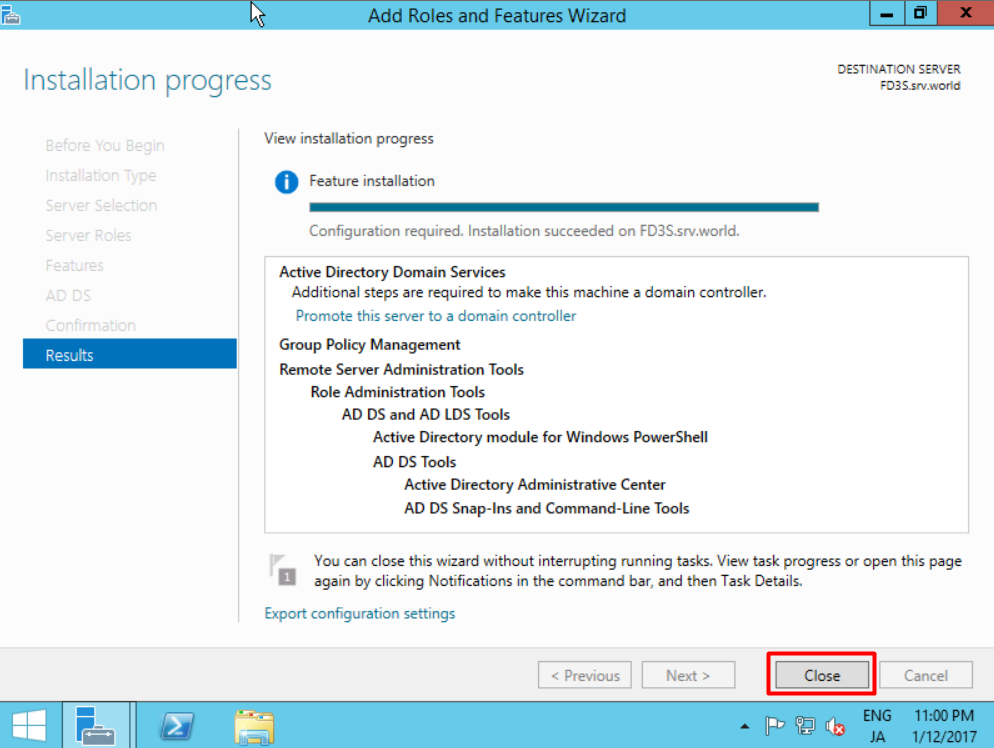 Add Roles and Features Wizard
Installation progress
DESTINATION SERVER
FD3S.srv.world
Before You Begin
Installation Type
Server Selection
Server Roles
Features
AD DS
Confirmation
Results
View installation progress
Feature installation
Configuration required. Installation succeeded on FD3S.srv.world.
Active Directory Domain Services
Additional steps are required to make this machine a domain controller.
Promote this server to a domain controller
Group Policy Management
Remote Server Administration Tools
Role Administration Tools
AD DS and AD LDS Tools
Active Directory module for Windows PowerShell
AD DS Tools
Active Directory Administrative Center
AD DS Snap-Ins and Command-Line Tools
1
You can close this wizard without interrupting running tasks. View task progress or open this page
again by clicking Notifications in the command bar, and then Task Details.
Export configuration settings
< Previous
Next >
Close
Cancel
ENG
JA
11:00 PM
1/12/2017